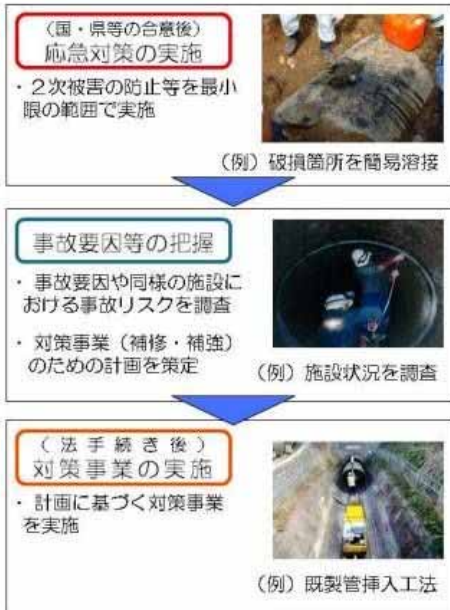 (国・県等の合意後)
応急対策の実施
・２次被害の防止等を最小
限の範囲で実施
（例）破損箇所を簡易溶接
事故要因等の把握
・ 事故要因や同様の施設に
おける事故リスクを調査
・ 対策事業（補修・補強）
のための計画を策定
（例）施設状況を調査
(法手続き後)
対策事業の実施
・ 計画に基づく対策事業
を実施
（例）既製管挿入工法